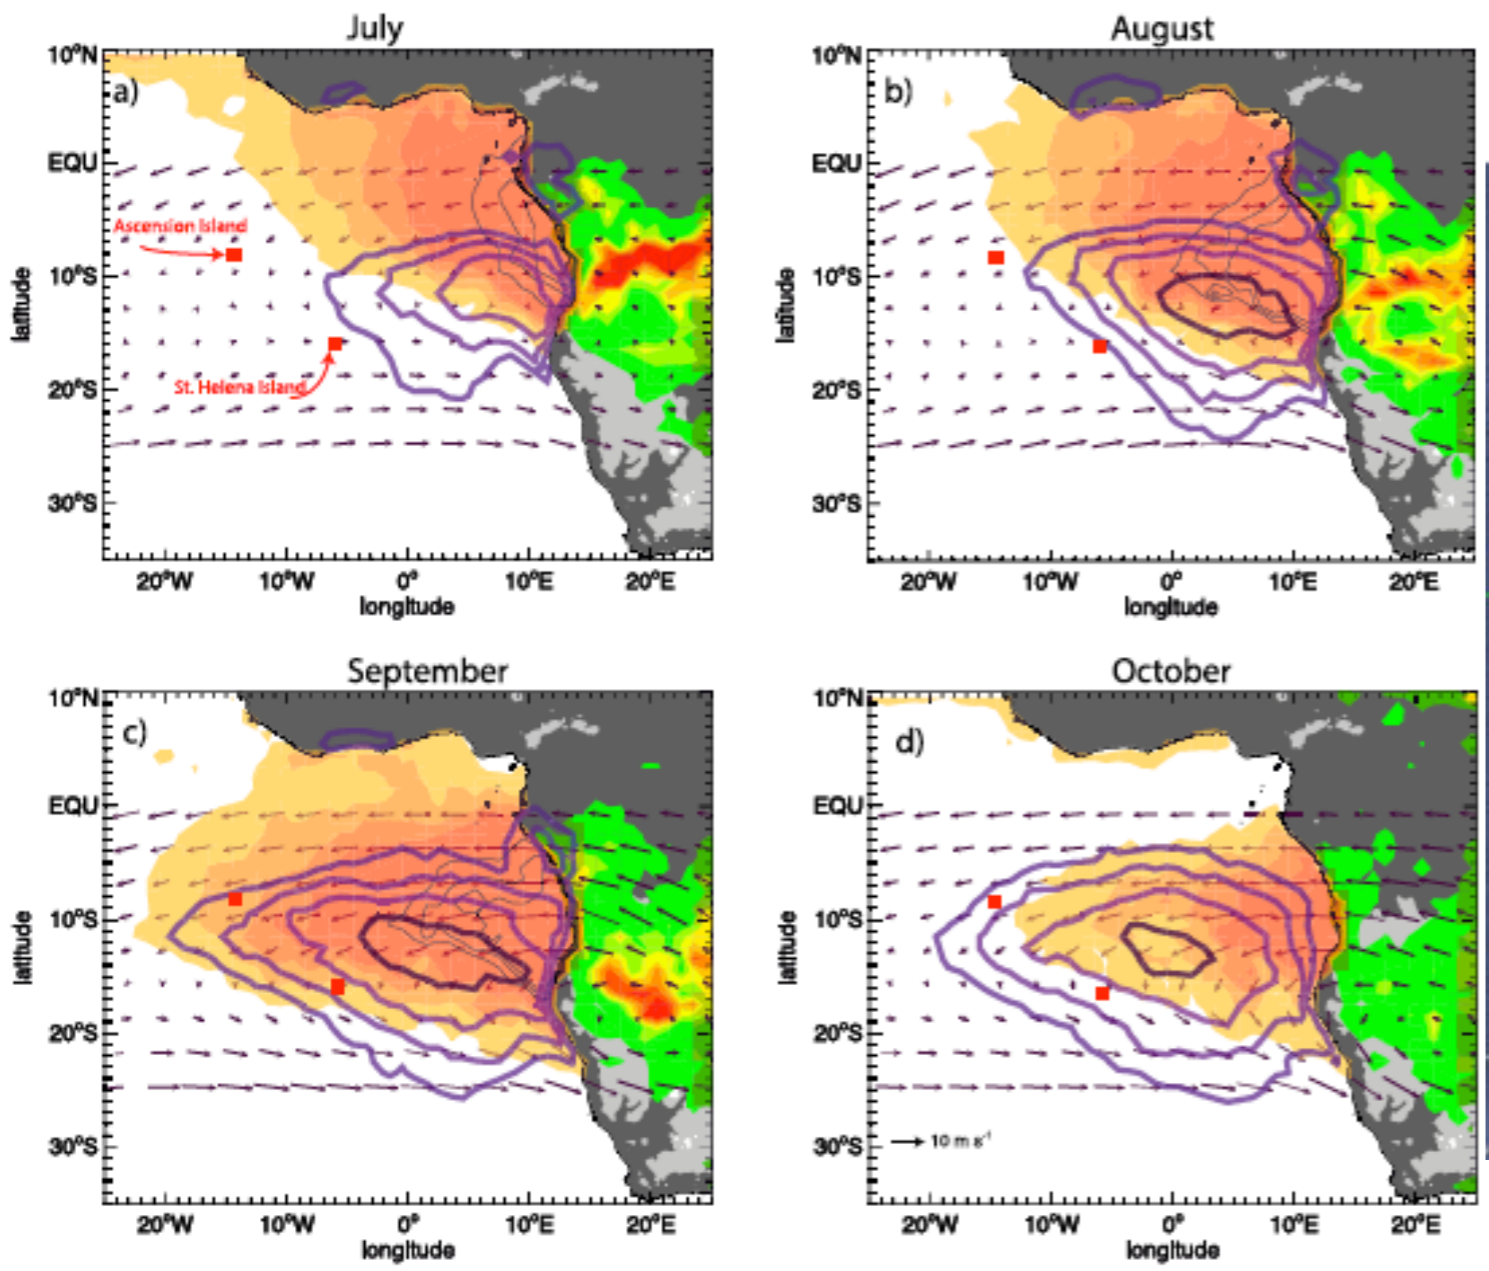 July
August
a)
b)
10°N
EQU
10°S
20°S
30°S
latitude
Ascension Island
St. Helena Island
20°W 10°W 0° 10°E 20°E
longitude
10°N
EQU
10°S
20°S
30°S
latitude
20°W 10°W 0° 10°E 20°E
longitude
September
October
c)
d)
10°N
EQU
10°S
20°S
30°S
latitude
20°W 10°W 0° 10°E 20°E
longitude
10°N
EQU
10°S
20°S
30°S
latitude
10 m s⁻¹
20°W 10°W 0° 10°E 20°E
longitude